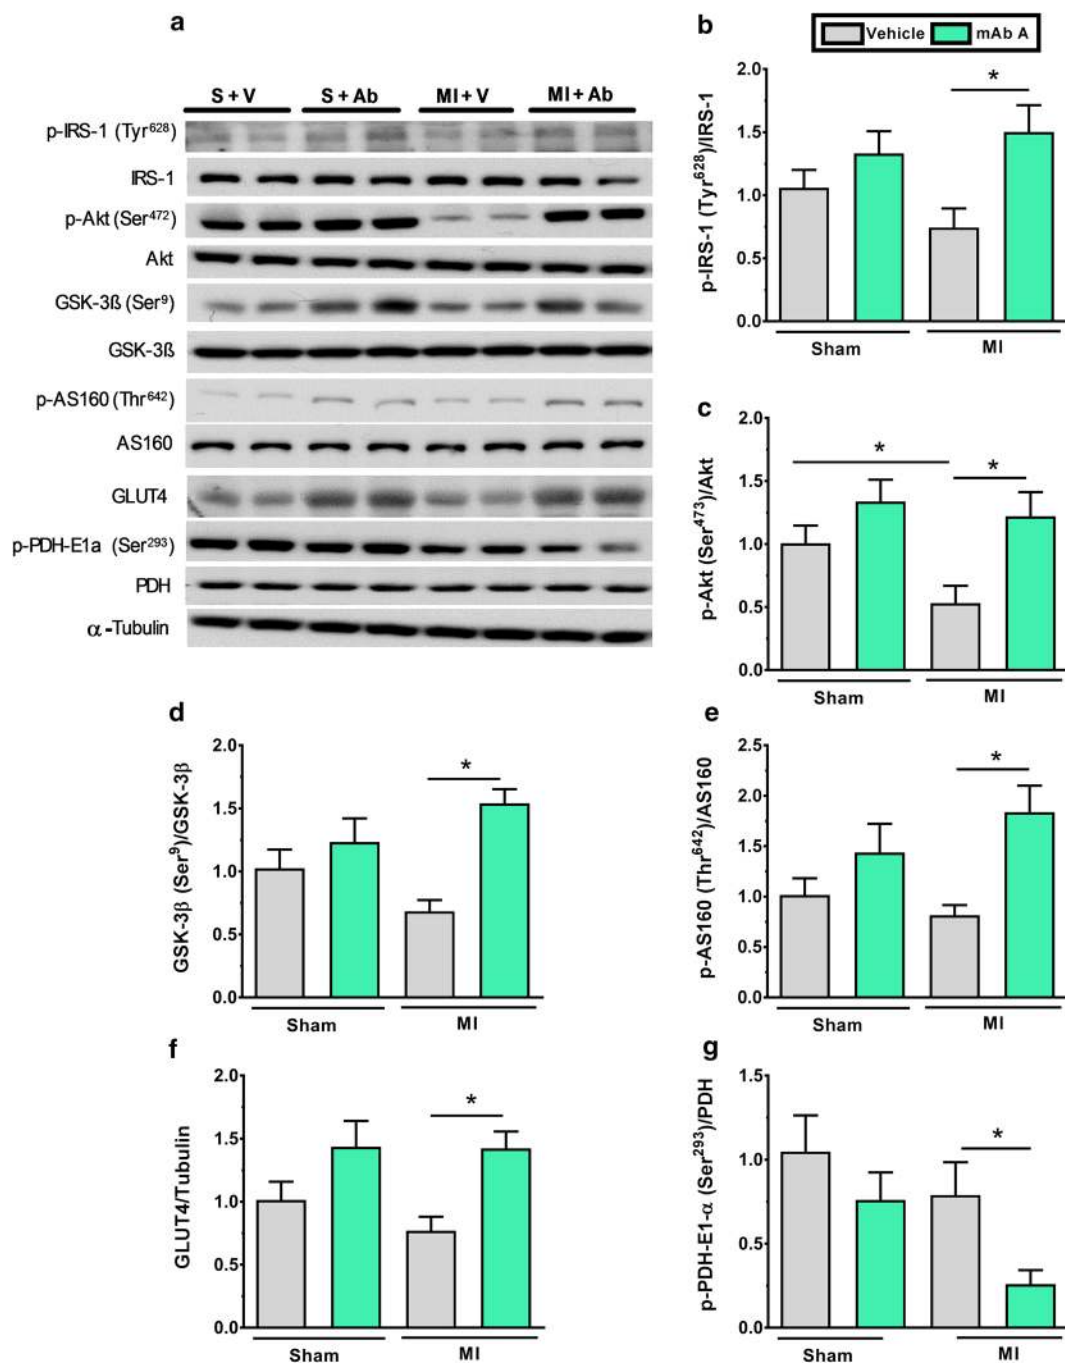 a
S + V S + Ab MI + V MI + Ab
p-IRS-1 (Tyr628)
IRS-1
p-Akt (Ser472)
Akt
GSK-3ß (Ser9)
GSK-3ß
p-AS160 (Thr642)
AS160
GLUT4
p-PDH-E1a (Ser293)
PDH
α-Tubulin
b
Vehicle mAb A
p-IRS-1 (Tyr628)/IRS-1
2.0
1.5
1.0
0.5
0.0
*
Sham MI
c
p-Akt (Ser473)/Akt
2.0
1.5
1.0
0.5
0.0
* *
Sham MI
d
GSK-3β (Ser9)/GSK-3β
2.0
1.5
1.0
0.5
0.0
*
Sham MI
e
p-AS160 (Thr642)/AS160
2.5
2.0
1.5
1.0
0.5
0.0
*
Sham MI
f
GLUT4/Tubulin
2.0
1.5
1.0
0.5
0.0
*
Sham MI
g
p-PDH-E1-α (Ser293)/PDH
1.5
1.0
0.5
0.0
*
Sham MI